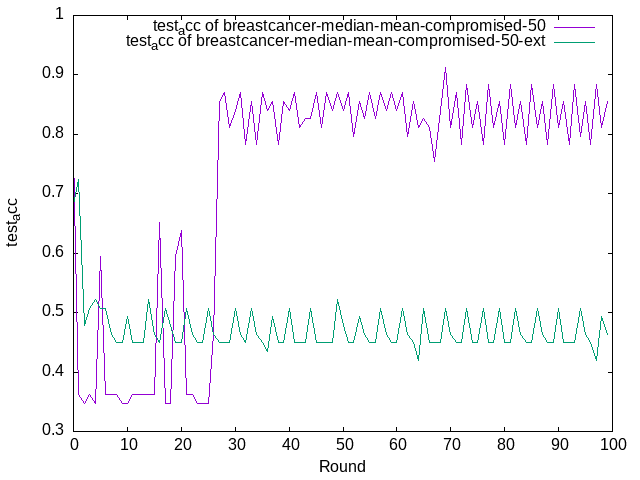 test_acc of breastcancer-median-mean-compromised-50
test_acc of breastcancer-median-mean-compromised-50-ext
1
0.9
0.8
0.7
0.6
0.5
0.4
0.3
test_acc
0 10 20 30 40 50 60 70 80 90 100
Round